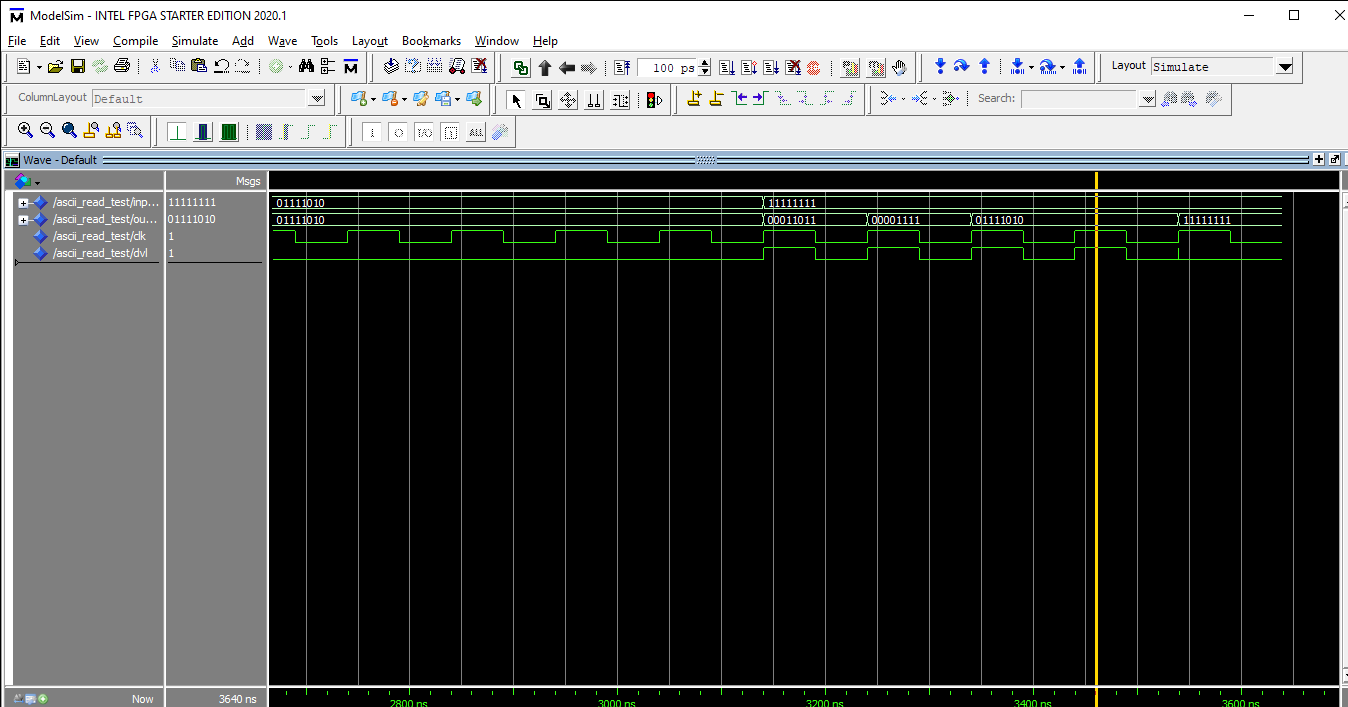 ModelSim - INTEL FPGA STARTER EDITION 2020.1
File Edit View Compile Simulate Add Wave Tools Layout Bookmarks Window Help
100 ps
Layout Simulate
ColumnLayout Default
Search:
Wave - Default
Msgs
/ascii_read_test/inp... 11111111 01111010 11111111
/ascii_read_test/ou... 01111010 01111010 00011011 00001111 01111010 11111111
/ascii_read_test/clk 1
/ascii_read_test/dvl 1
Now 3640 ns
2800 ns 3000 ns 3200 ns 3400 ns 3600 ns